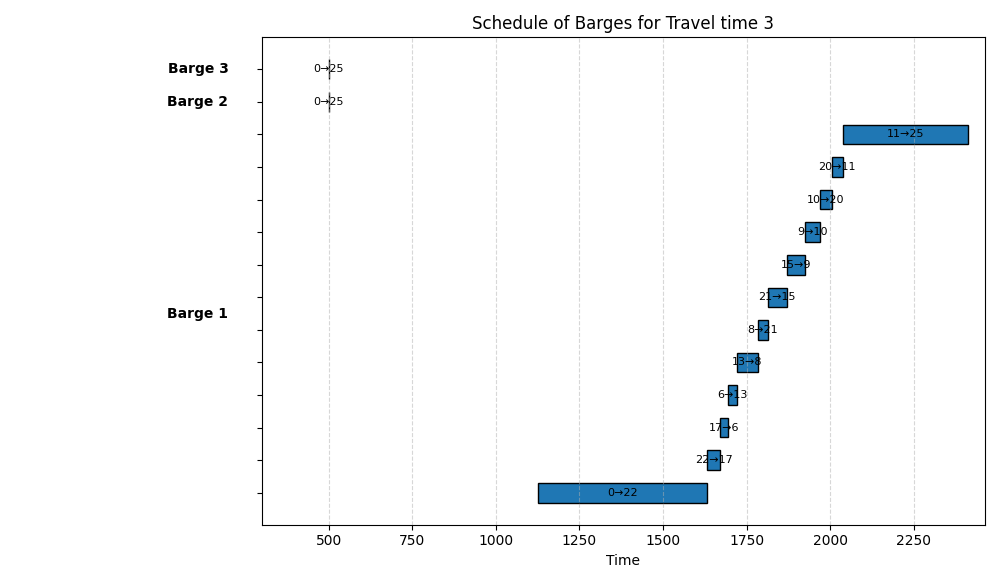 Schedule of Barges for Travel time 3
Barge 3
0→25
Barge 2
0→25
11→25
20→11
10→20
9→10
15→9
21→15
Barge 1
8→21
13→8
6→13
17→6
22→17
0→22
500 750 1000 1250 1500 1750 2000 2250
Time